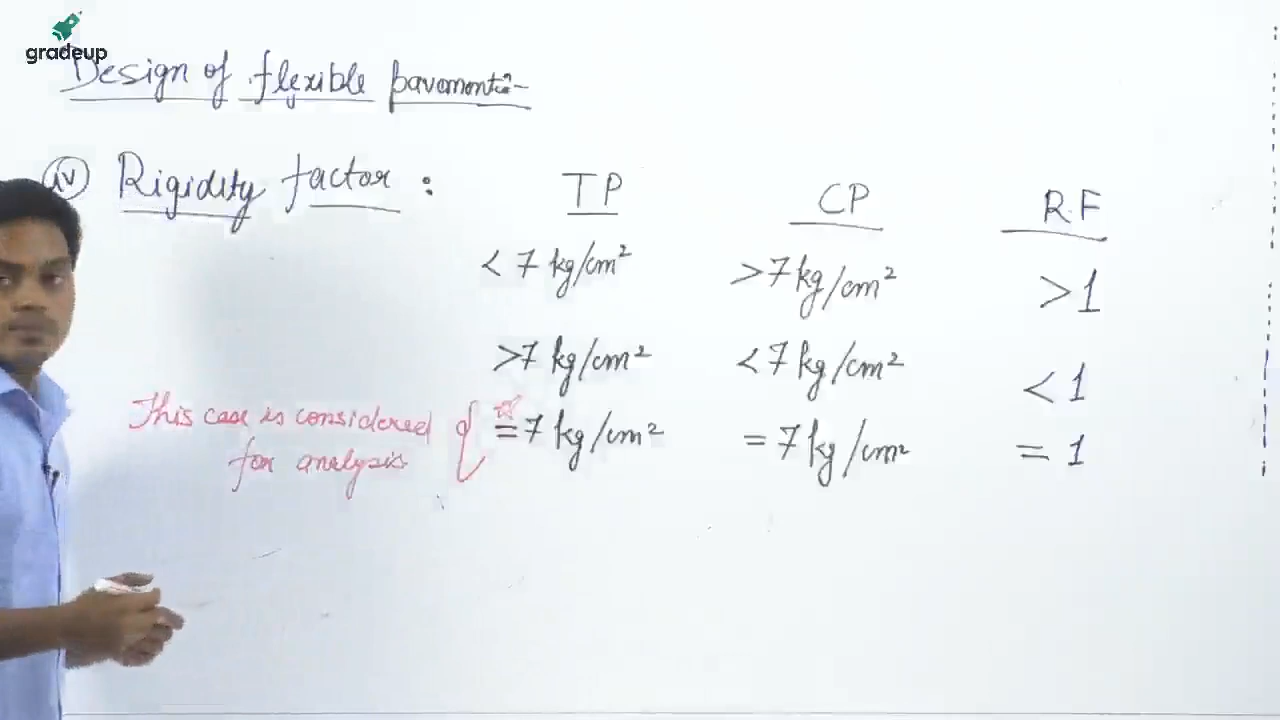 gradeup
Design of flexible pavement:-
(iv) Rigidity factor :
TP CP R.F
< 7 kg/cm² >7 kg/cm² >1
>7 kg/cm² <7 kg/cm² < 1
This case is considered for analysis
= 7 kg/cm² = 7 kg/cm² = 1